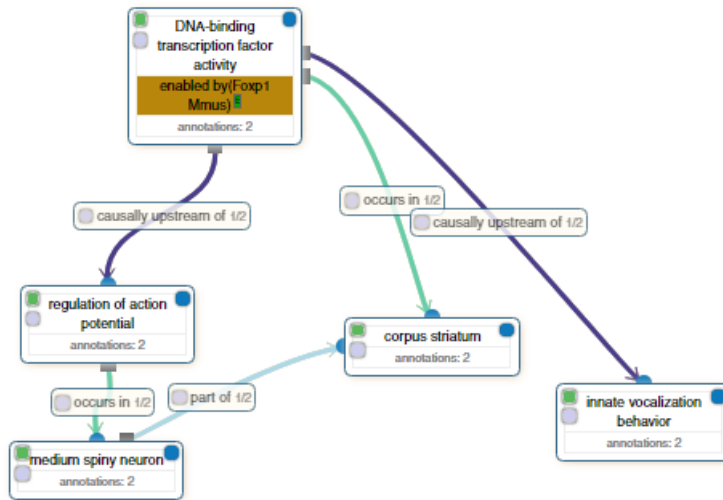 DNA-binding
transcription factor
activity
enabled by(Foxp1
Mmus) E
annotations: 2
occurs in 1/2
causally upstream of 1/2
causally upstream of 1/2
regulation of action
potential
annotations: 2
corpus striatum
annotations: 2
occurs in 1/2
part of 1/2
innate vocalization
behavior
annotations: 2
medium spiny neuron
annotations: 2